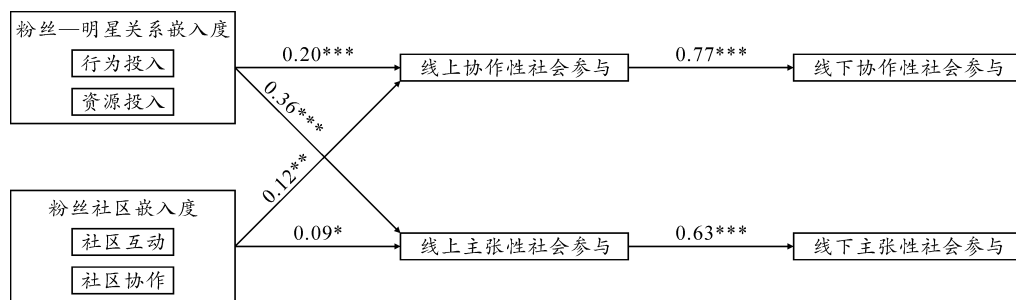 粉丝—明星关系嵌入度
行为投入
资源投入
0.20***
线上协作性社会参与
0.77***
线下协作性社会参与
0.36***
0.12**
粉丝社区嵌入度
社区互动
社区协作
0.09*
线上主张性社会参与
0.63***
线下主张性社会参与